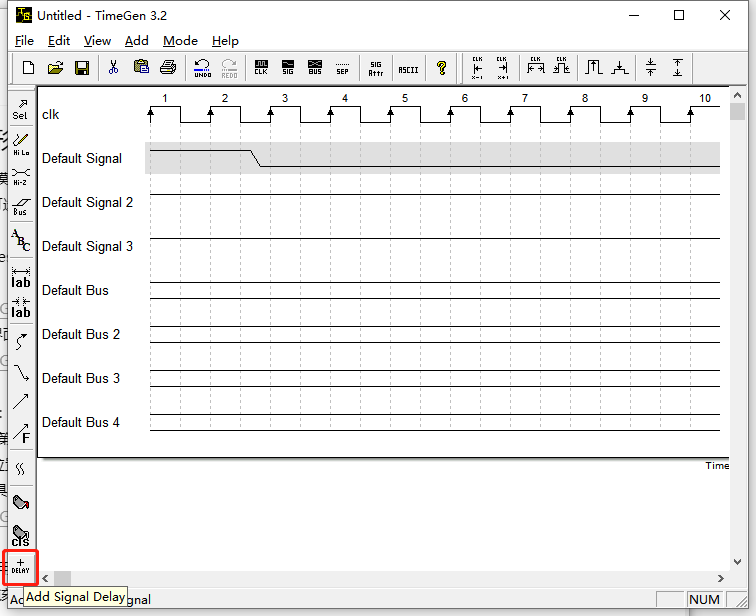 Untitled - TimeGen 3.2
File Edit View Add Mode Help
UNDO REDO CLK SIG BUS SEP SIG Attr ASCII ? CLK x-1 CLK x+1 CLK CLK
Sel
Hi Lo
Hi-Z
Bus
ABC
lab
lab
F
cls
+
DELAY
1 2 3 4 5 6 7 8 9 10
clk
Default Signal
Default Signal 2
Default Signal 3
Default Bus
Default Bus 2
Default Bus 3
Default Bus 4
Time
Add Signal Delay
gnal
NUM